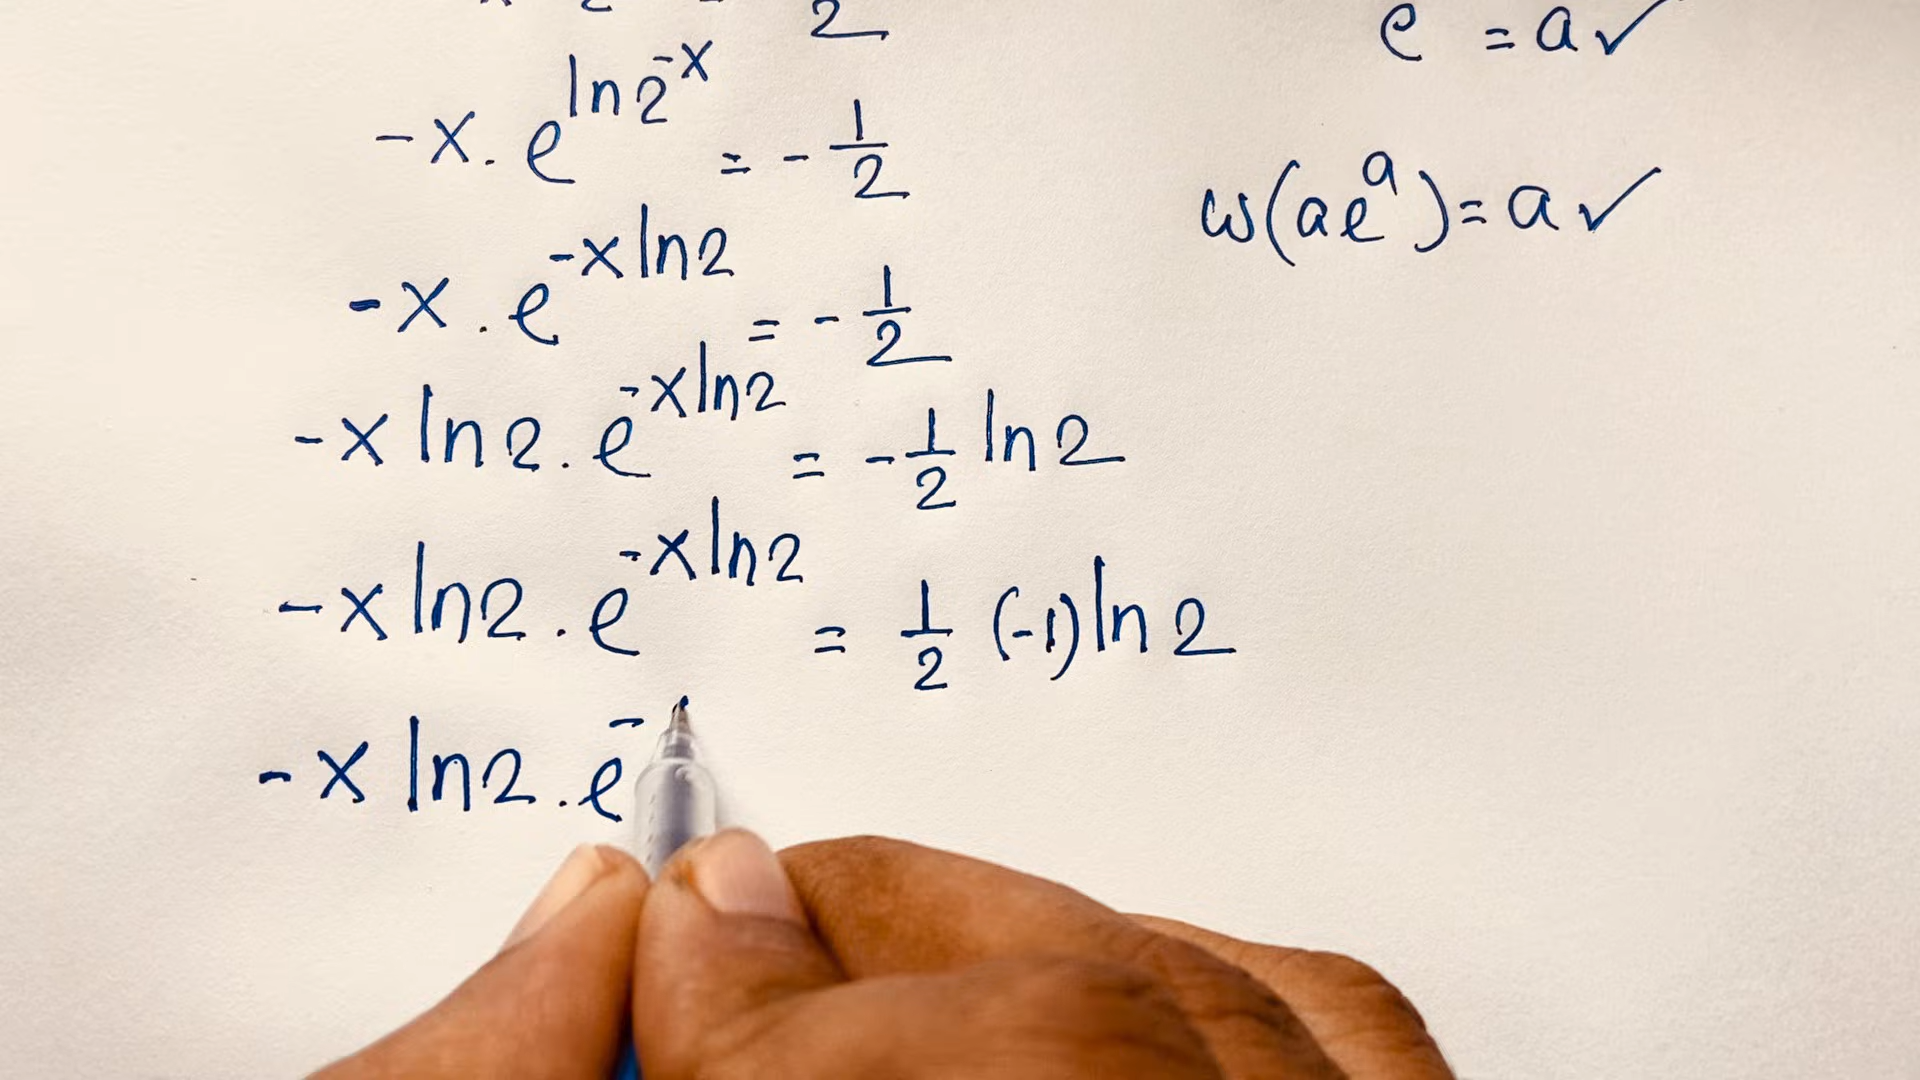 -x · e^{ln 2^{-x}} = -1/2
-x · e^{-x ln 2} = -1/2
-x ln 2 · e^{-x ln 2} = -1/2 ln 2
-x ln 2 · e^{-x ln 2} = 1/2 (-1) ln 2
-x ln 2 · e^{-
e = a ✓
w(ae^a) = a ✓